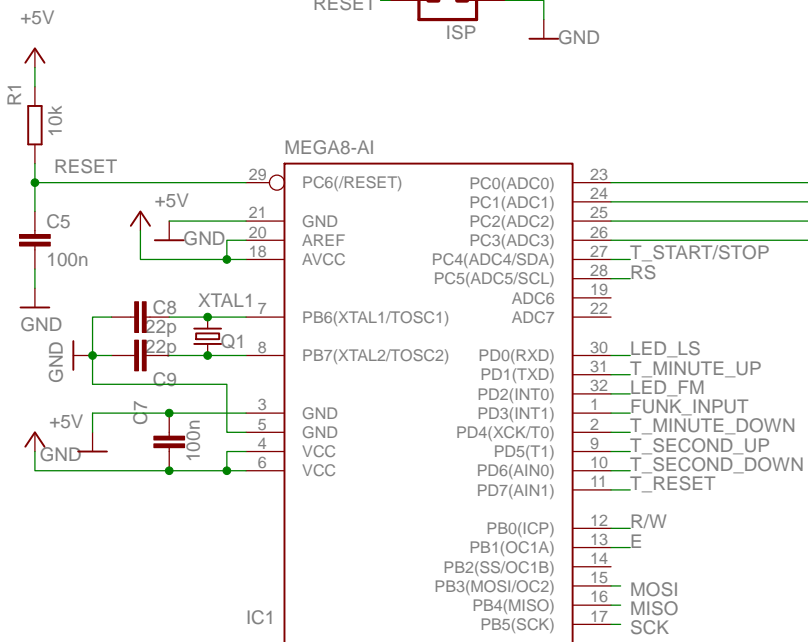 RESET
ISP
GND
+5V
R1
10k
RESET
C5
100n
GND
MEGA8-AI
IC1
29 PC6(/RESET)
+5V
GND
21 GND
20 AREF
18 AVCC
XTAL1
7 PB6(XTAL1/TOSC1)
C8
22p
Q1
GND
22p
C9
8 PB7(XTAL2/TOSC2)
+5V
GND
C7
100n
3 GND
5 GND
4 VCC
6 VCC
PC0(ADC0) 23
PC1(ADC1) 24
PC2(ADC2) 25
PC3(ADC3) 26
PC4(ADC4/SDA) 27 T_START/STOP
PC5(ADC5/SCL) 28 RS
ADC6 19
ADC7 22
PD0(RXD) 30 LED_LS
PD1(TXD) 31 T_MINUTE_UP
PD2(INT0) 32 LED_FM
PD3(INT1) 1 FUNK_INPUT
PD4(XCK/T0) 2 T_MINUTE_DOWN
PD5(T1) 9 T_SECOND_UP
PD6(AIN0) 10 T_SECOND_DOWN
PD7(AIN1) 11 T_RESET
PB0(ICP) 12 R/W
PB1(OC1A) 13 E
PB2(SS/OC1B) 14
PB3(MOSI/OC2) 15 MOSI
PB4(MISO) 16 MISO
PB5(SCK) 17 SCK